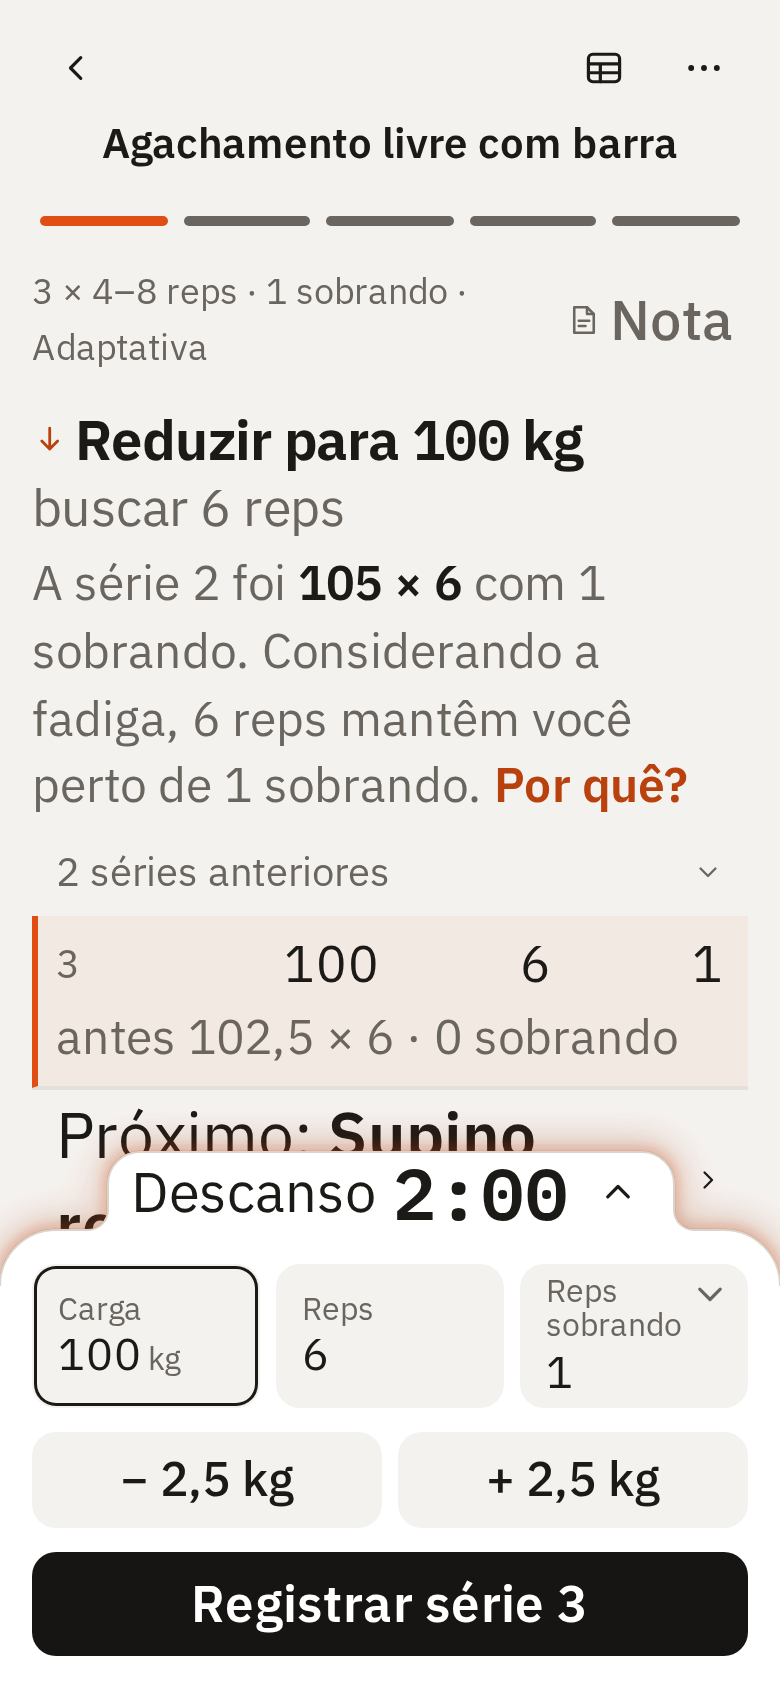 Agachamento livre com barra
3 × 4–8 reps · 1 sobrando ·
Adaptativa
Nota
Reduzir para 100 kg
buscar 6 reps
A série 2 foi 105 × 6 com 1
sobrando. Considerando a
fadiga, 6 reps mantêm você
perto de 1 sobrando. Por quê?
2 séries anteriores
3 100 6 1
antes 102,5 × 6 · 0 sobrando
Próximo: Supino
Descanso 2:00
Carga
100 kg
Reps
6
Reps
sobrando
1
− 2,5 kg
+ 2,5 kg
Registrar série 3